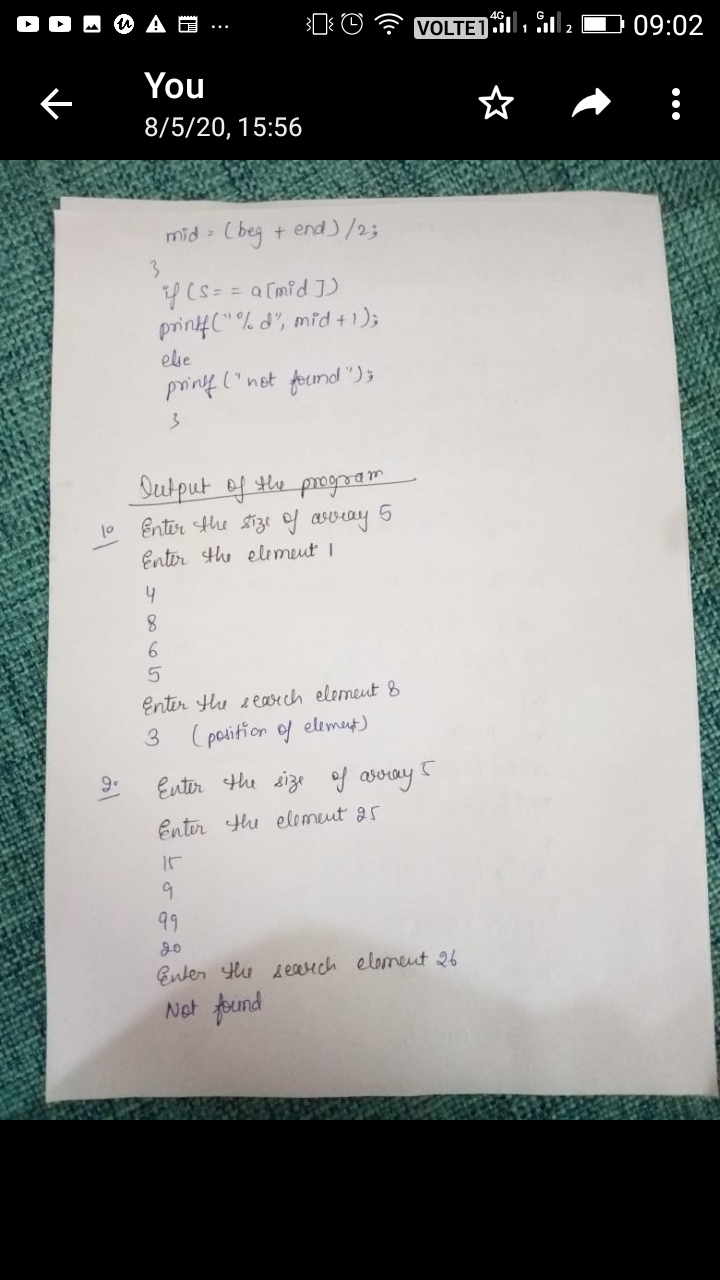 VOLTE1 4G 1 G 2 09:02
You
8/5/20, 15:56
mid = (beg + end) /2;
}
if (s = = a[mid])
printf("%d", mid + 1);
else
printf ("not found");
}
Output of the program
1. Enter the size of array 5
Enter the element 1
4
8
6
5
Enter the search element 8
3 (position of element)
2. Enter the size of array 5
Enter the element 25
15
9
99
20
Enter the search element 26
Not found